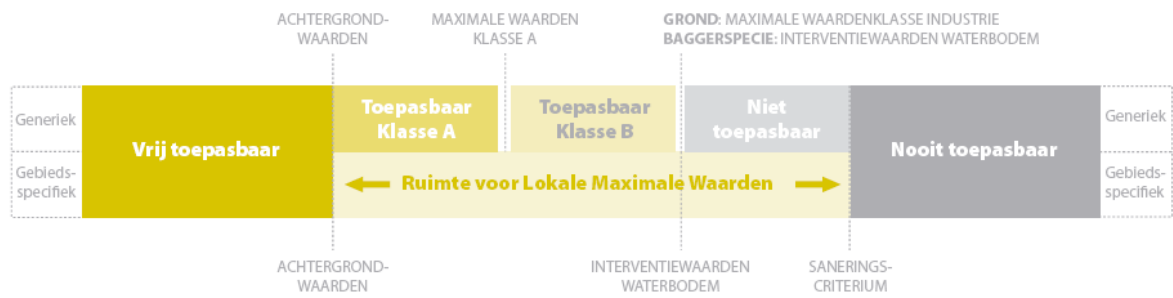 ACHTERGROND-
WAARDEN
MAXIMALE WAARDEN
KLASSE A
GROND: MAXIMALE WAARDENKLASSE INDUSTRIE
BAGGERSPECIE: INTERVENTIEWAARDEN WATERBODEM
Generiek
Gebieds-
specifiek
Vrij toepasbaar
Toepasbaar
Klasse A
Toepasbaar
Klasse B
Niet
toepasbaar
Ruimte voor Lokale Maximale Waarden
Nooit toepasbaar
Generiek
Gebieds-
specifiek
ACHTERGROND-
WAARDEN
INTERVENTIEWAARDEN
WATERBODEM
SANERINGS-
CRITERIUM